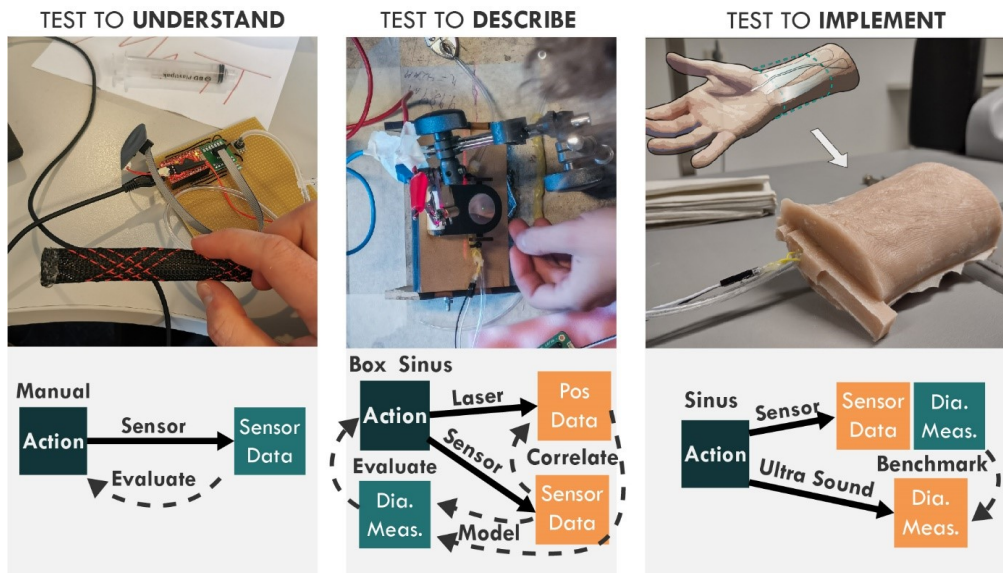 TEST TO UNDERSTAND
TEST TO DESCRIBE
TEST TO IMPLEMENT
BD Plastipak
Manual
Action
Sensor
Sensor
Data
Evaluate
Box Sinus
Action
Laser
Pos
Data
Sensor
Evaluate
Correlate
Dia.
Meas.
Model
Sensor
Data
Sinus
Action
Sensor
Sensor
Data
Dia.
Meas.
Benchmark
Ultra Sound
Dia.
Meas.